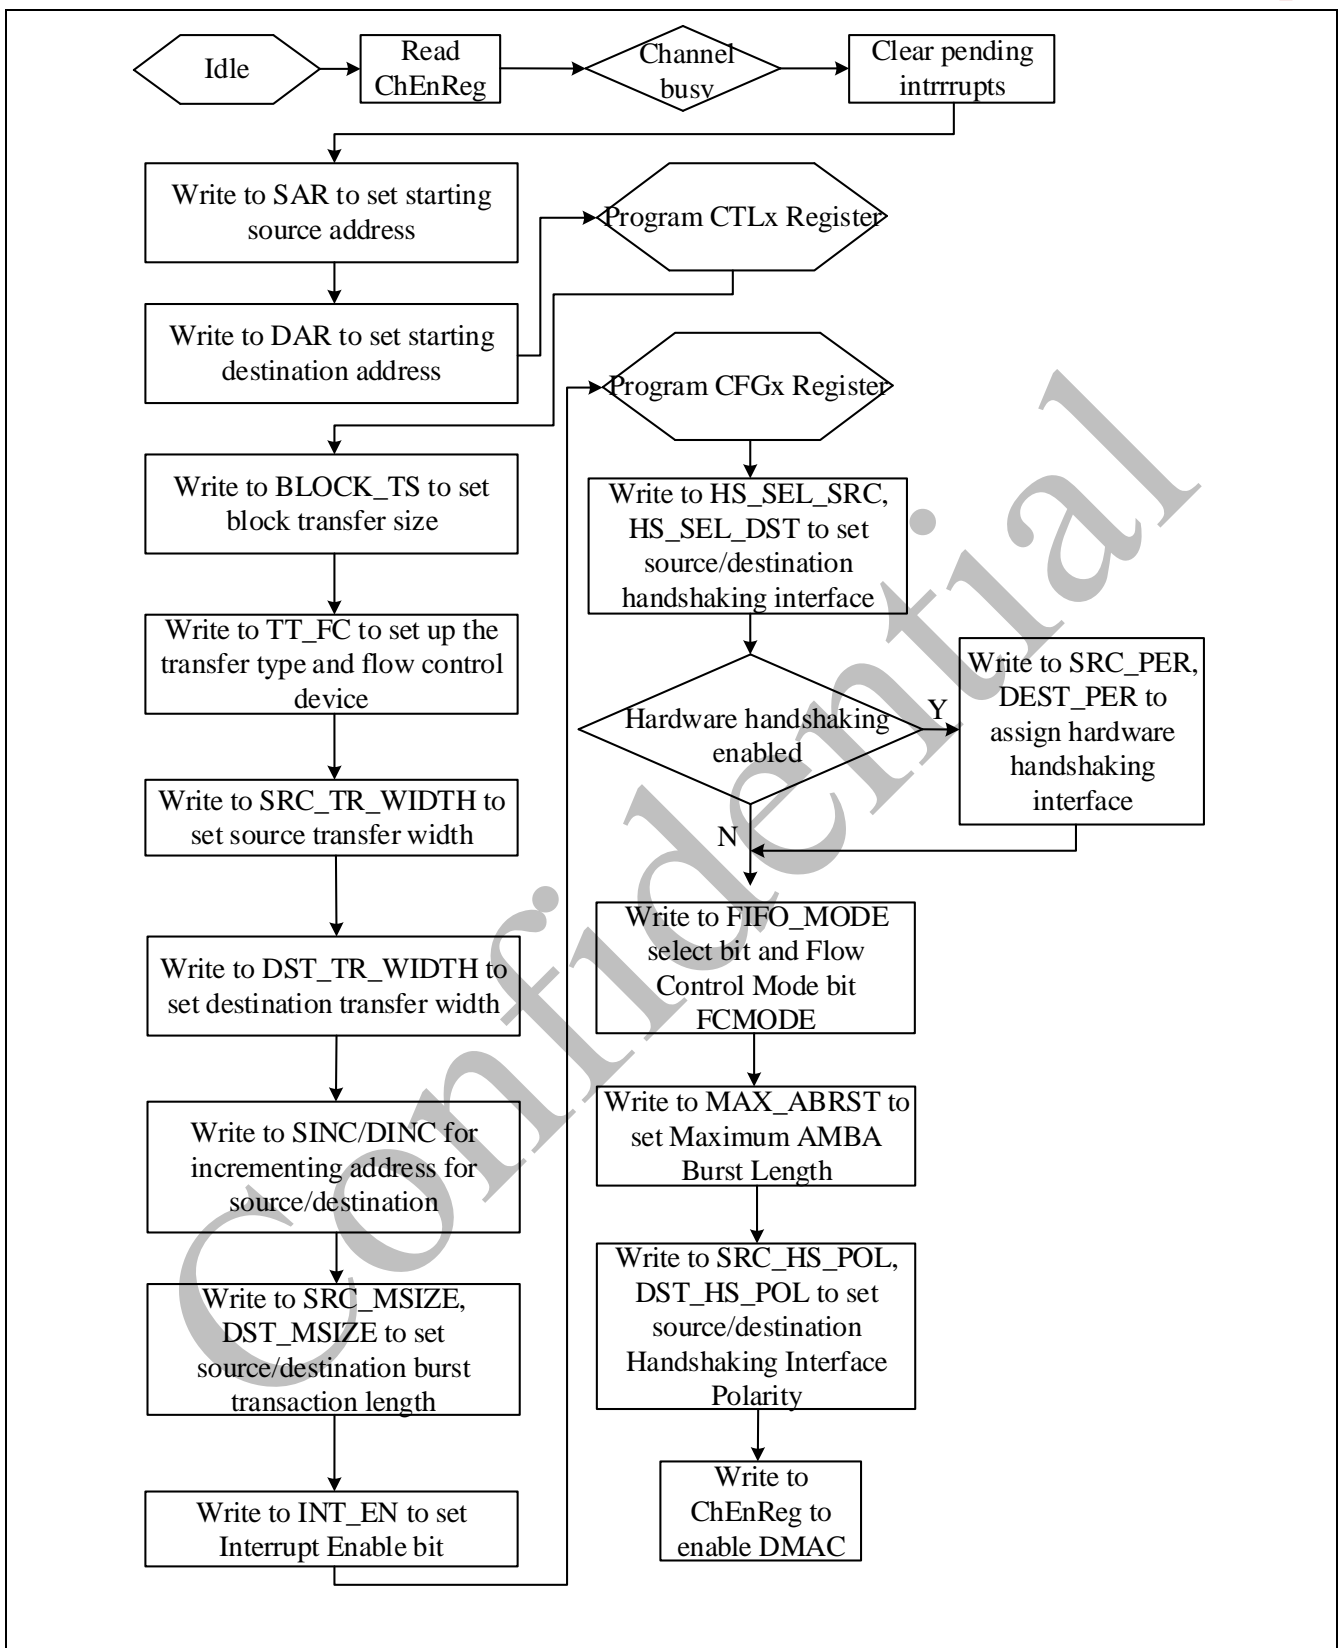 Idle
Read
ChEnReg
Channel
busy
Clear pending
intrrrupts
Write to SAR to set starting
source address
Program CTLx Register
Write to DAR to set starting
destination address
Program CFGx Register
Write to BLOCK_TS to set
block transfer size
Write to TT_FC to set up the
transfer type and flow control
device
Write to SRC_TR_WIDTH to
set source transfer width
Write to DST_TR_WIDTH to
set destination transfer width
Write to SINC/DINC for
incrementing address for
source/destination
Write to SRC_MSIZE,
DST_MSIZE to set
source/destination burst
transaction length
Write to INT_EN to set
Interrupt Enable bit
Write to HS_SEL_SRC,
HS_SEL_DST to set
source/destination
handshaking interface
Hardware handshaking
enabled
Y
Write to SRC_PER,
DEST_PER to
assign hardware
handshaking
interface
N
Write to FIFO_MODE
select bit and Flow
Control Mode bit
FCMODE
Write to MAX_ABRST to
set Maximum AMBA
Burst Length
Write to SRC_HS_POL,
DST_HS_POL to set
source/destination
Handshaking Interface
Polarity
Write to
ChEnReg to
enable DMAC
Confidential